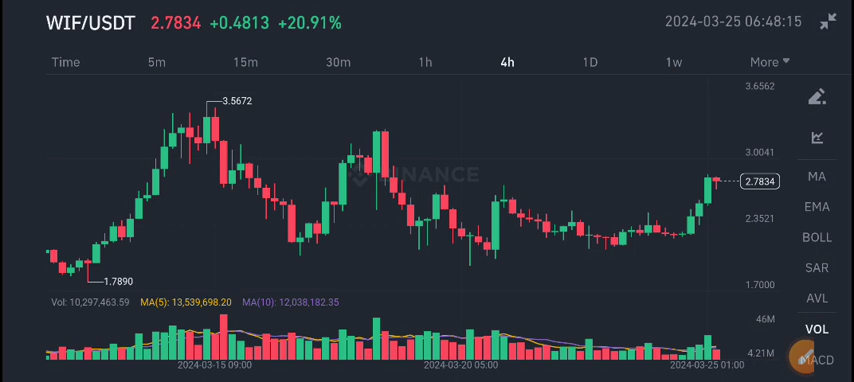 WIF/USDT 2.7834 +0.4813 +20.91% 2024-03-25 06:48:15
Time 5m 15m 30m 1h 4h 1D 1w More
3.6562
3.5672
3.0041
BINANCE
MA
2.7834
EMA
2.3521
BOLL
SAR
1.7890
1.7000
AVL
Vol: 10,297,463.59 MA(5): 13,539,698.20 MA(10): 12,038,182.35
46M
VOL
4.21M
MACD
2024-03-15 09:00 2024-03-20 05:00 2024-03-25 01:00